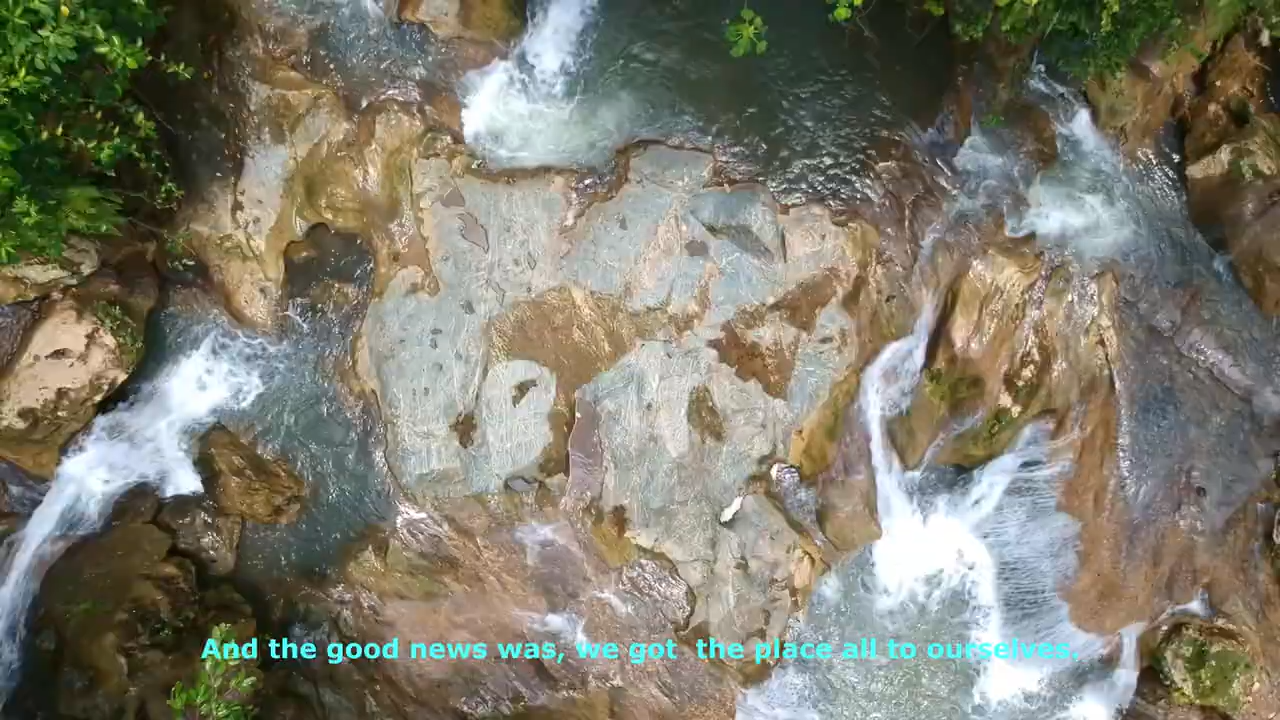 And the good news was, we got  the place all to ourselves.